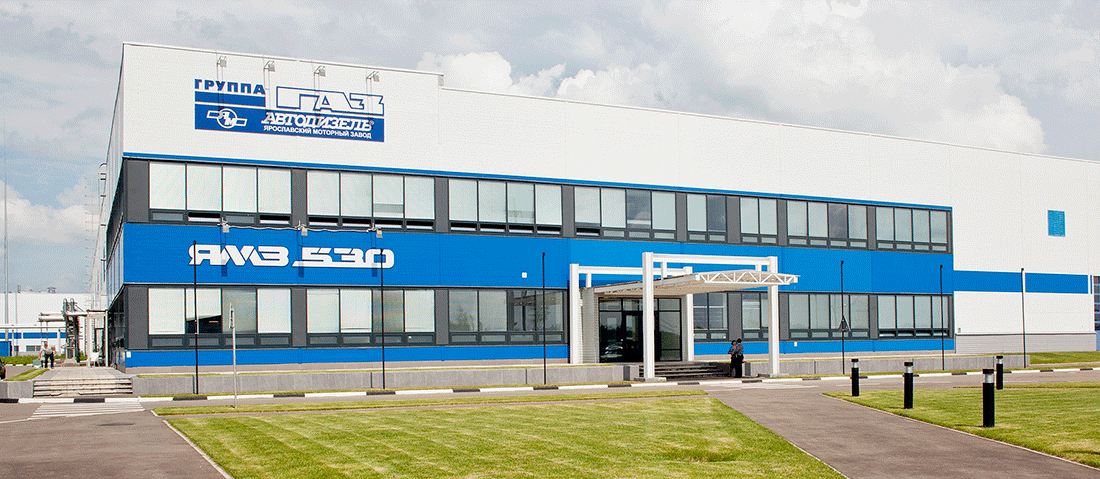 ГРУППА ГАЗ
АВТОДИЗЕЛЬ
ЯРОСЛАВСКИЙ МОТОРНЫЙ ЗАВОД
ЯМЗ 530